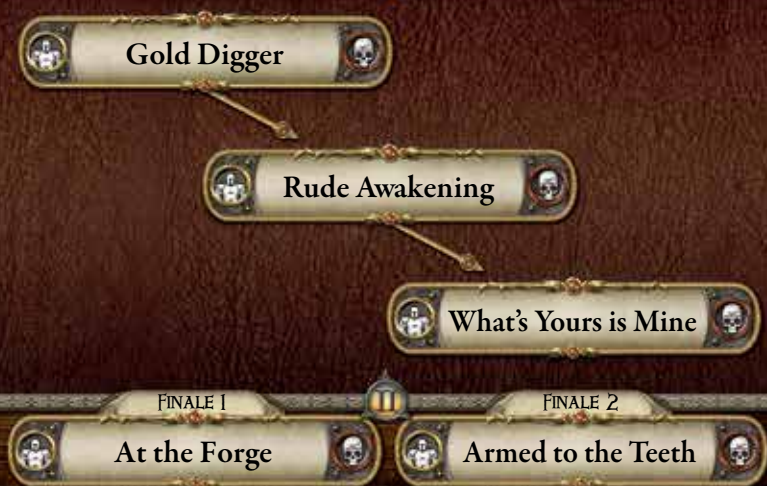 Gold Digger
Rude Awakening
What's Yours is Mine
II
Finale 1
At the Forge
Finale 2
Armed to the Teeth